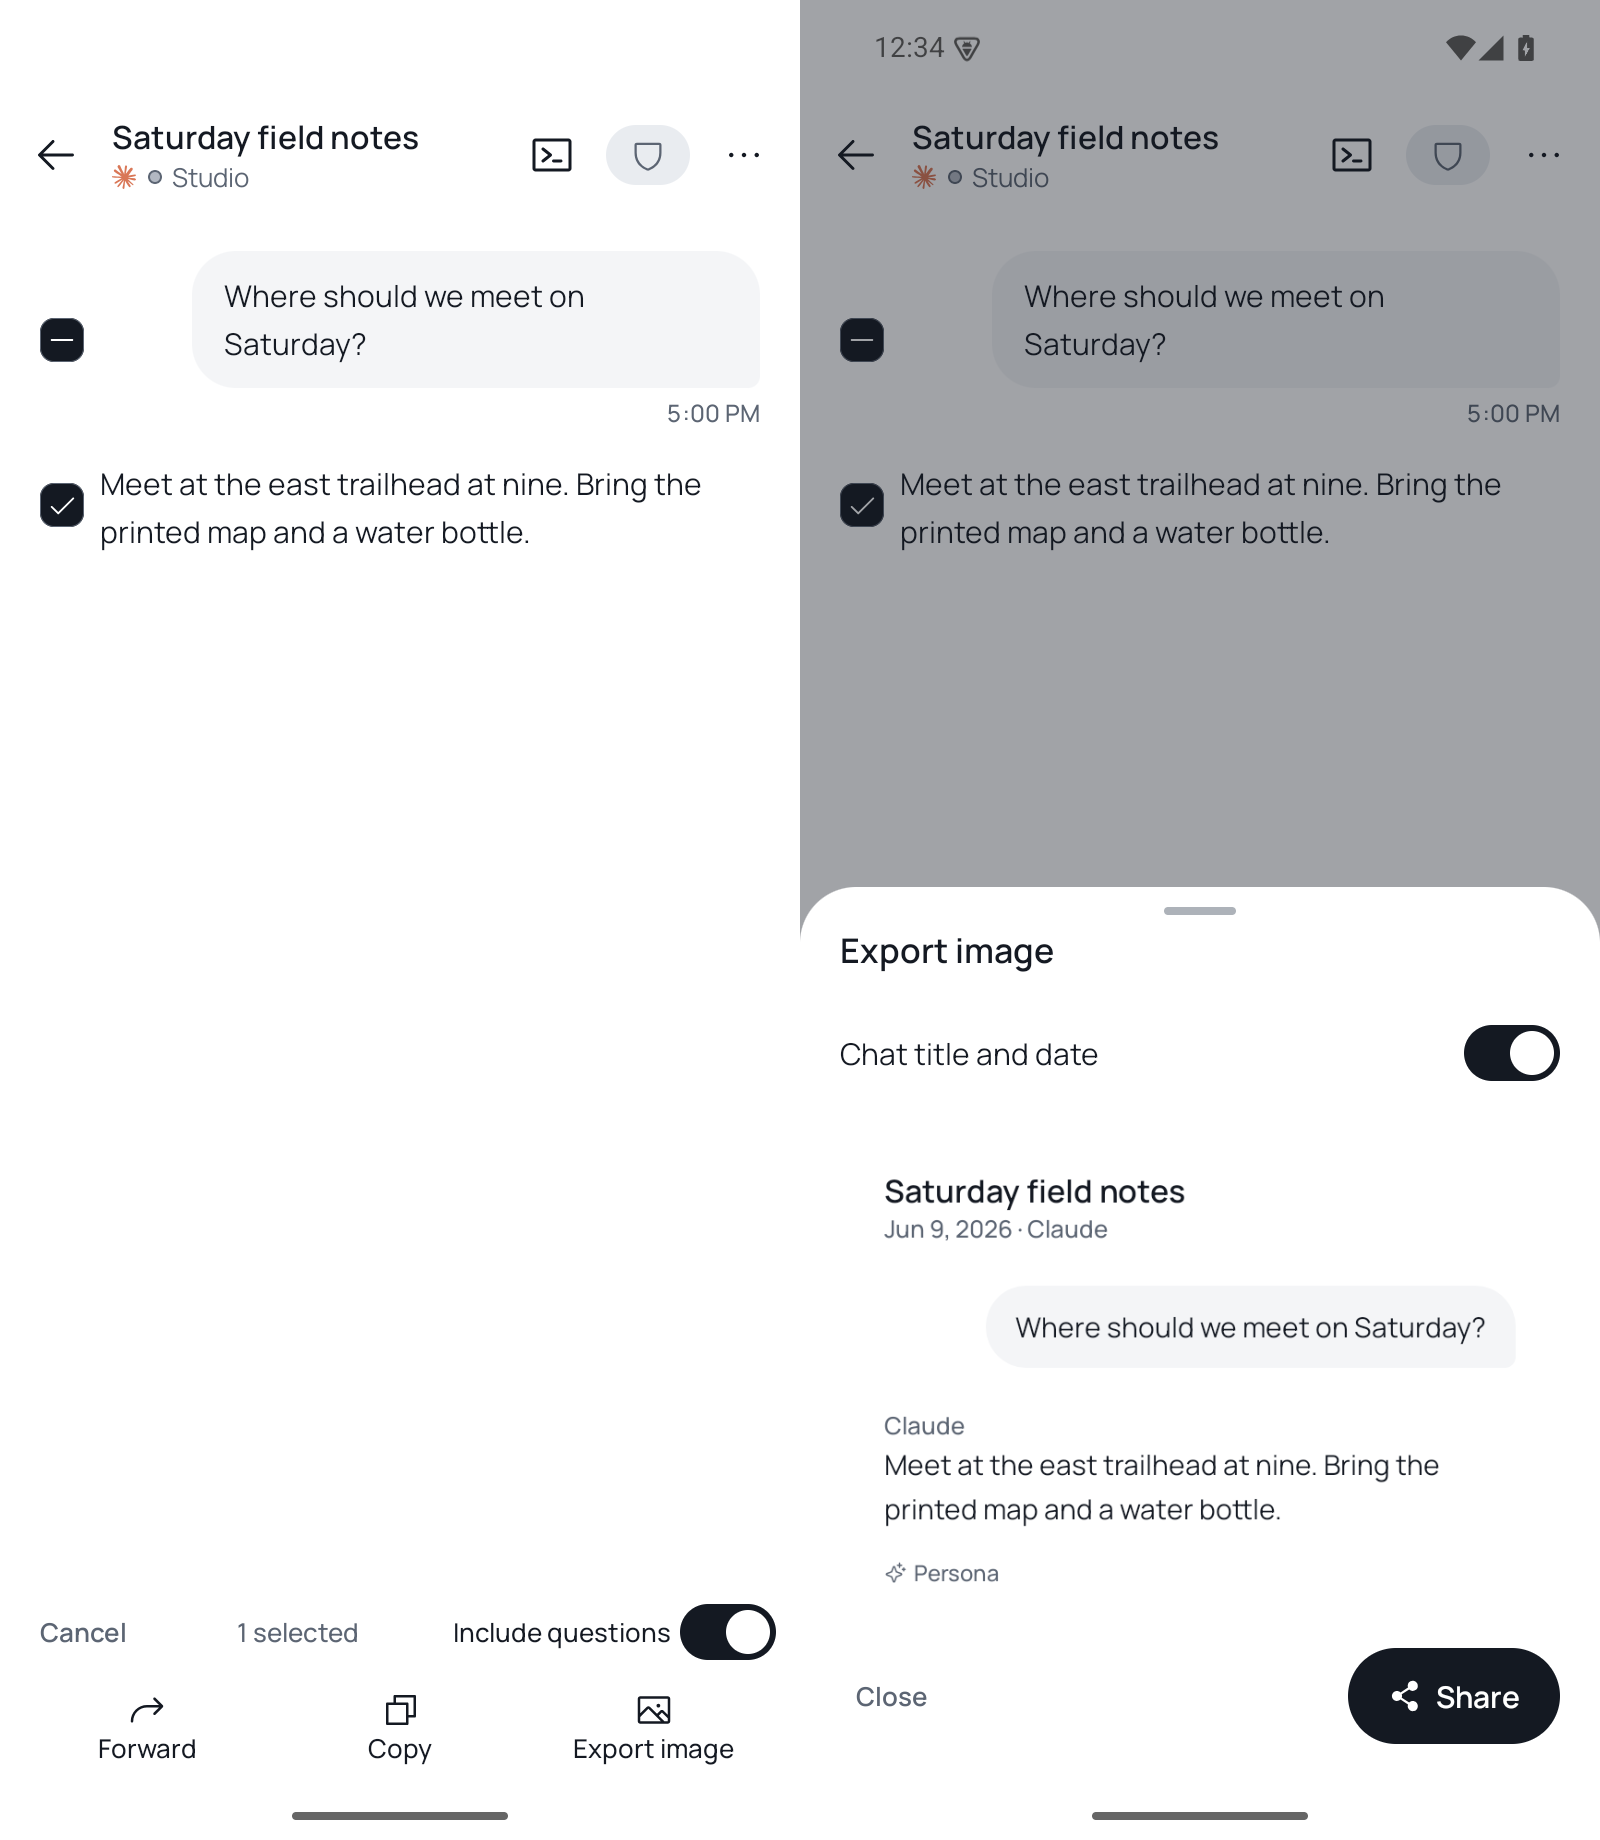 Saturday field notes
Studio
Where should we meet on
Saturday?
5:00 PM
Meet at the east trailhead at nine. Bring the
printed map and a water bottle.
Cancel
1 selected
Include questions
Forward
Copy
Export image
12:34
Saturday field notes
Studio
Where should we meet on
Saturday?
5:00 PM
Meet at the east trailhead at nine. Bring the
printed map and a water bottle.
Export image
Chat title and date
Saturday field notes
Jun 9, 2026 · Claude
Where should we meet on Saturday?
Claude
Meet at the east trailhead at nine. Bring the
printed map and a water bottle.
Persona
Close
Share